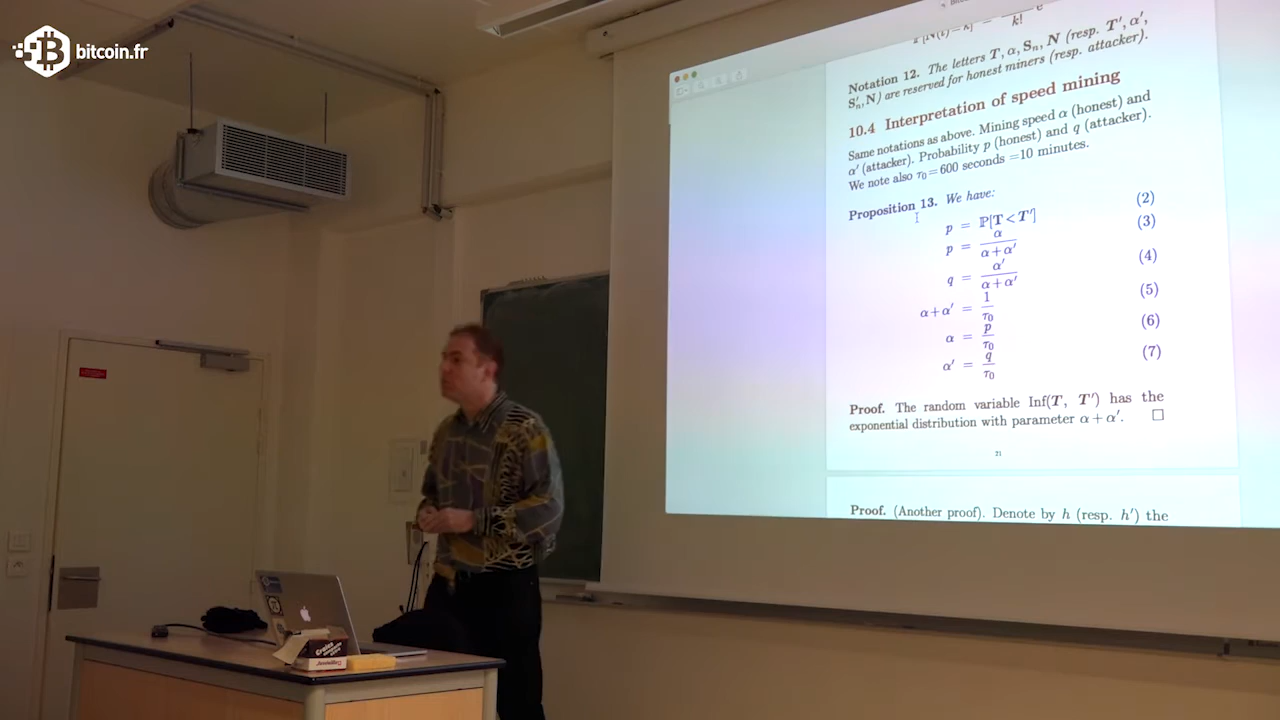 bitcoin.fr
k!
Notation 12. The letters T, α, Sₙ, N (resp. T′, α′,
S′ₙ, N) are reserved for honest miners (resp. attacker).
10.4 Interpretation of speed mining
Same notations as above. Mining speed α (honest) and
α′ (attacker). Probability p (honest) and q (attacker).
We note also τ₀ = 600 seconds = 10 minutes.
Proposition 13. We have:
p = ℙ[T < T′] (2)
p = α / (α + α′) (3)
q = α′ / (α + α′) (4)
α + α′ = 1 / τ₀ (5)
α = p / τ₀ (6)
α′ = q / τ₀ (7)
Proof. The random variable Inf(T, T′) has the
exponential distribution with parameter α + α′. □
21
Proof. (Another proof). Denote by h (resp. h′) the